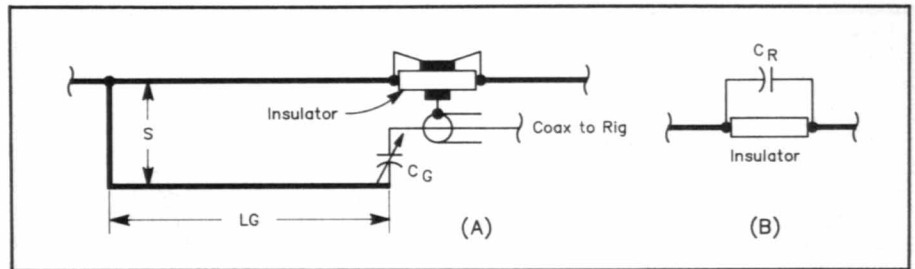 C R
Insulator
S
Coax to Rig
C G
Insulator
LG
(A)
(B)